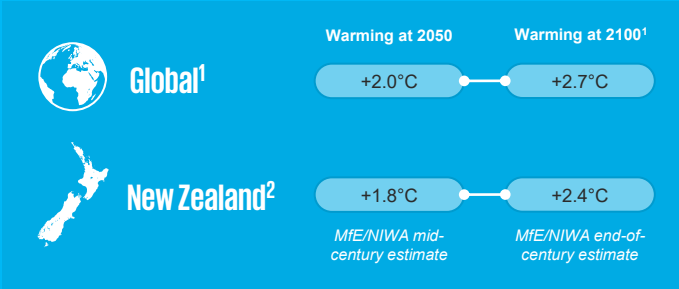 Warming at 2050 Warming at 2100¹
Global¹ +2.0°C +2.7°C
New Zealand² +1.8°C +2.4°C
MfE/NIWA mid-
century estimate
MfE/NIWA end-of-
century estimate